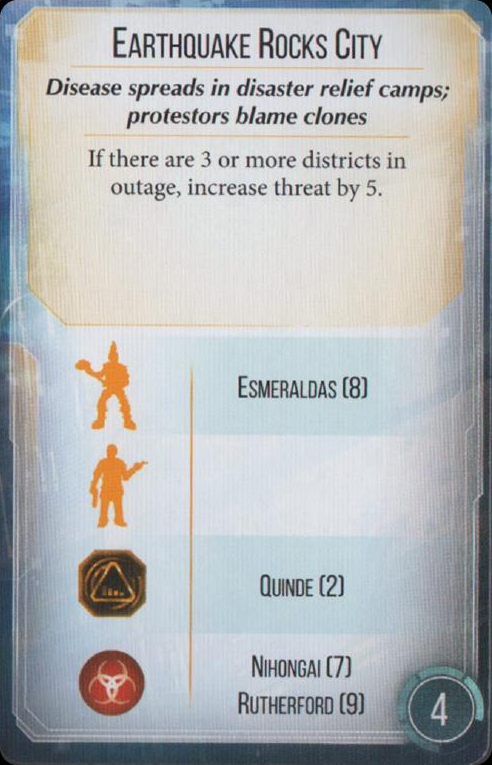 Earthquake Rocks City
Disease spreads in disaster relief camps;
protestors blame clones
If there are 3 or more districts in
outage, increase threat by 5.
Esmeraldas (8)
Quinde (2)
Nihongai (7)
Rutherford (9)
4